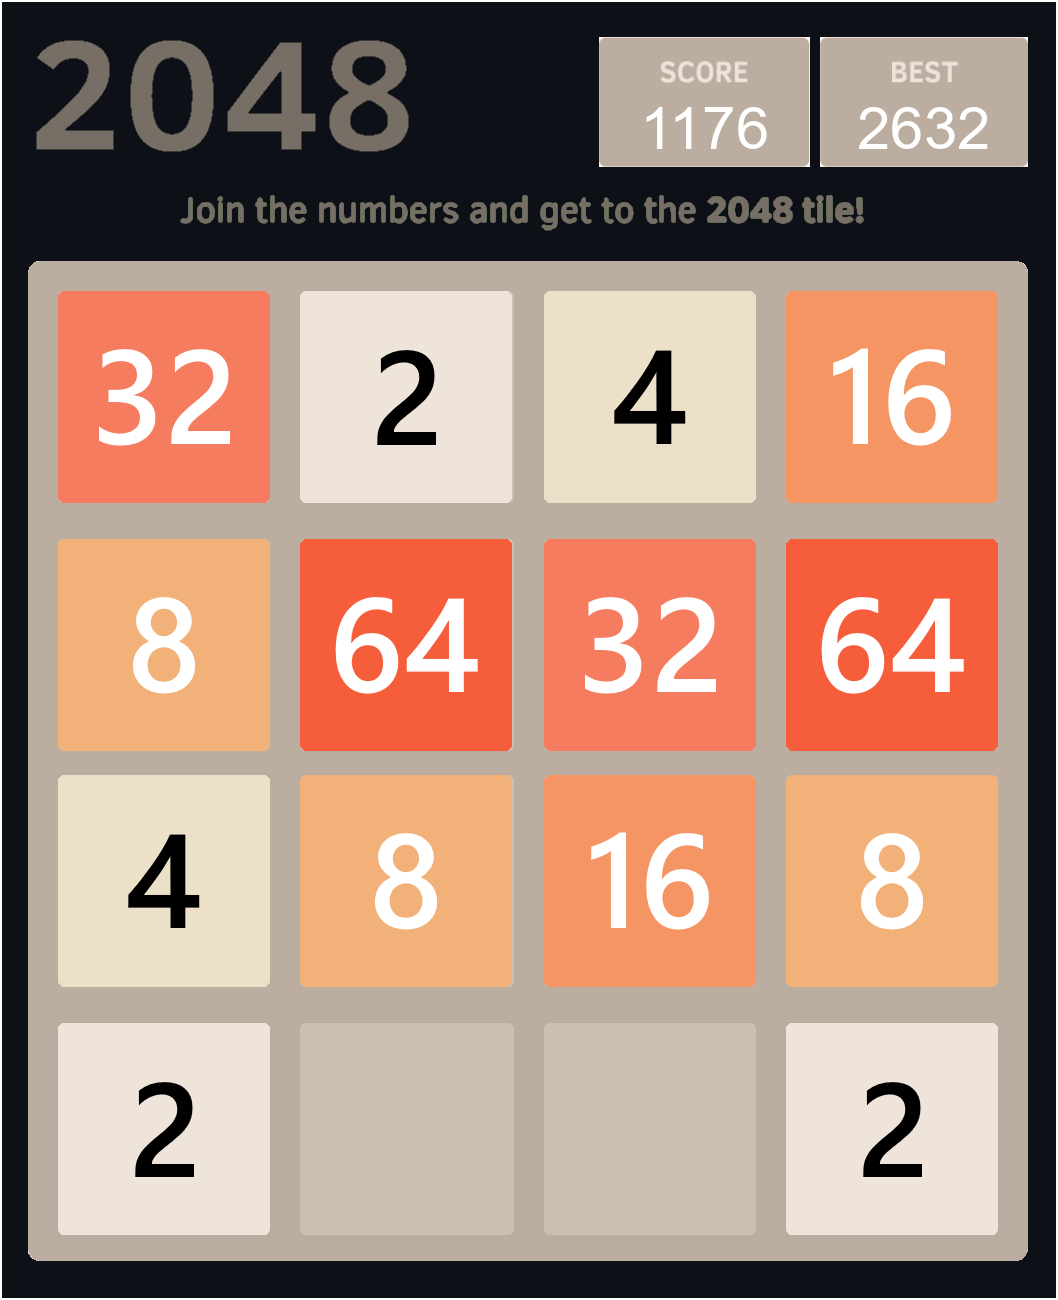 2048
SCORE BEST
1176 2632
Join the numbers and get to the 2048 tile!
32 2 4 16
8 64 32 64
4 8 16 8
2 2